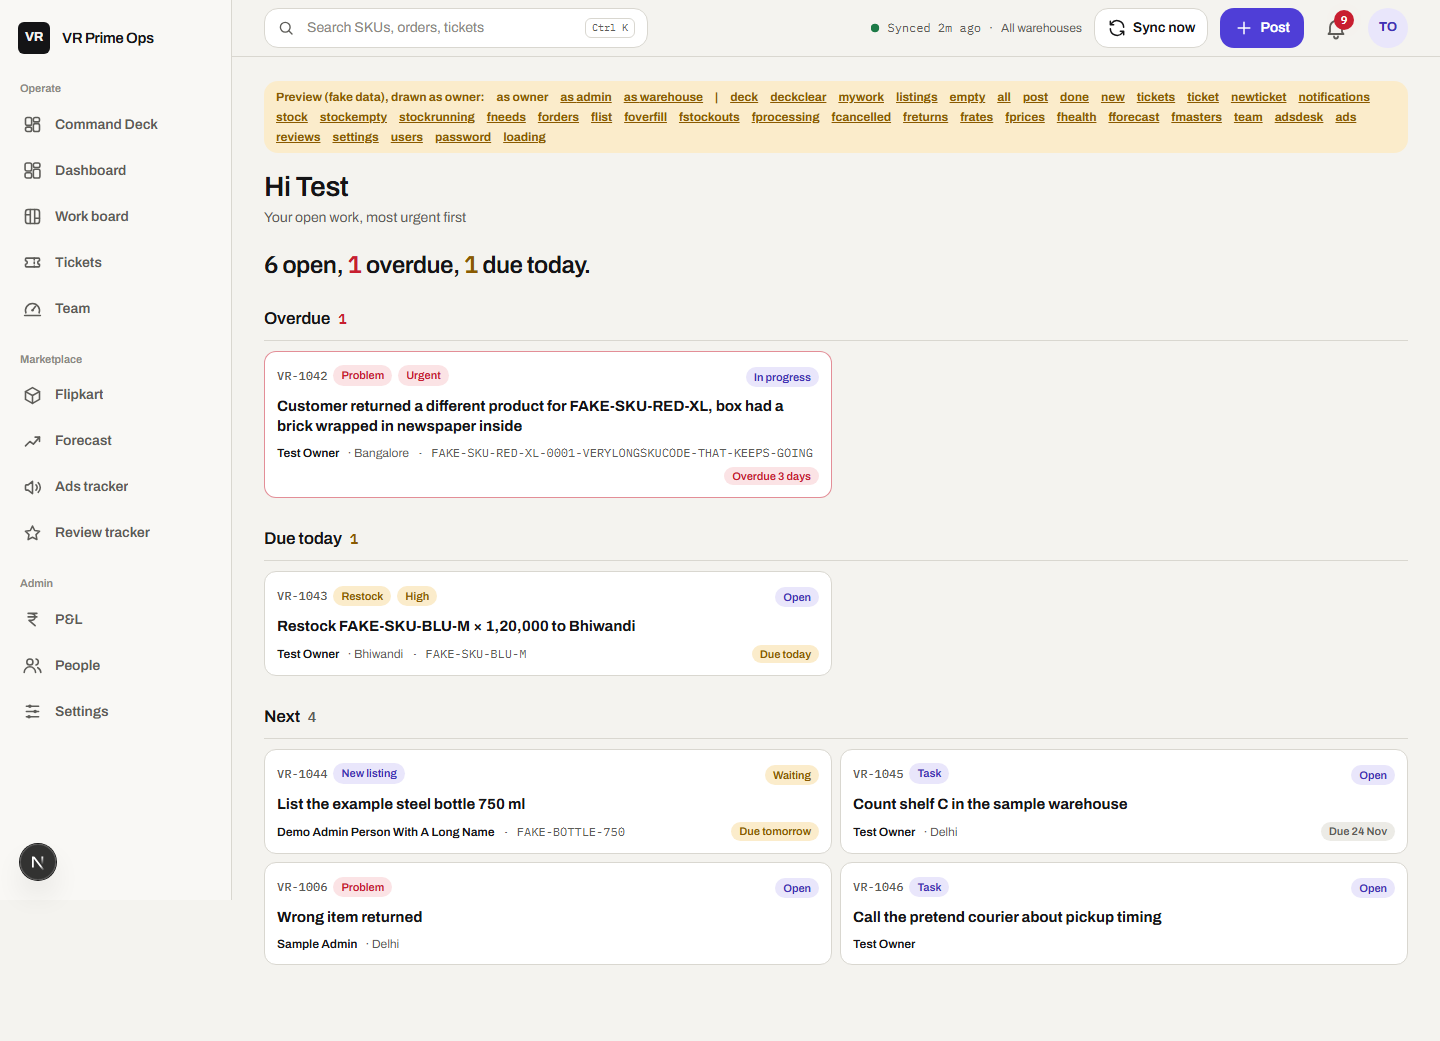 VR
VR Prime Ops
Search SKUs, orders, tickets
Ctrl K
Synced 2m ago · All warehouses
Sync now
Post
9
TO
Operate
Command Deck
Dashboard
Work board
Tickets
Team
Marketplace
Flipkart
Forecast
Ads tracker
Review tracker
Admin
P&L
People
Settings
N
Preview (fake data), drawn as owner: as owner as admin as warehouse | deck deckclear mywork listings empty all post done new tickets ticket newticket notifications
stock stockempty stockrunning fneeds forders flist foverfill fstockouts fprocessing fcancelled freturns frates fprices fhealth fforecast fmasters team adsdesk ads
reviews settings users password loading
Hi Test
Your open work, most urgent first
6 open, 1 overdue, 1 due today.
Overdue 1
VR-1042 Problem Urgent In progress
Customer returned a different product for FAKE-SKU-RED-XL, box had a
brick wrapped in newspaper inside
Test Owner · Bangalore · FAKE-SKU-RED-XL-0001-VERYLONGSKUCODE-THAT-KEEPS-GOING
Overdue 3 days
Due today 1
VR-1043 Restock High Open
Restock FAKE-SKU-BLU-M × 1,20,000 to Bhiwandi
Test Owner · Bhiwandi · FAKE-SKU-BLU-M Due today
Next 4
VR-1044 New listing Waiting
List the example steel bottle 750 ml
Demo Admin Person With A Long Name · FAKE-BOTTLE-750 Due tomorrow
VR-1045 Task Open
Count shelf C in the sample warehouse
Test Owner · Delhi Due 24 Nov
VR-1006 Problem Open
Wrong item returned
Sample Admin · Delhi
VR-1046 Task Open
Call the pretend courier about pickup timing
Test Owner